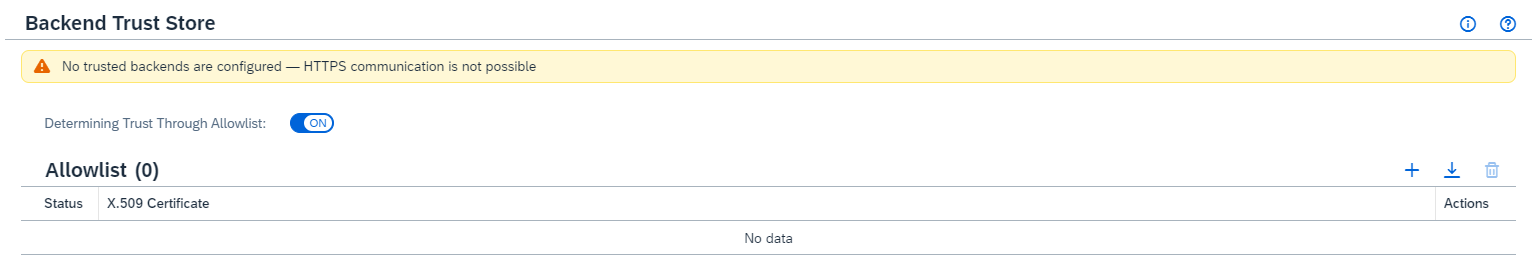 Backend Trust Store
No trusted backends are configured — HTTPS communication is not possible
Determining Trust Through Allowlist: ON
Allowlist (0)
Status X.509 Certificate Actions
No data